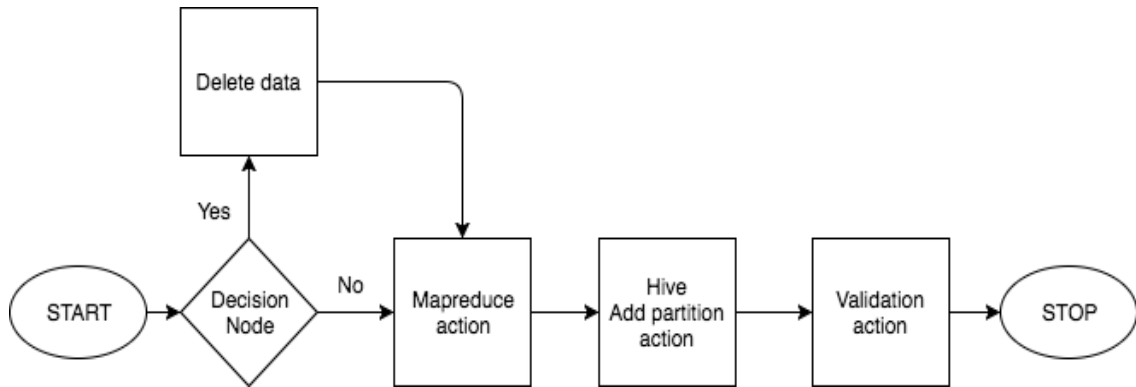 Delete data
Yes
No
START
Decision
Node
Mapreduce
action
Hive
Add partition
action
Validation
action
STOP